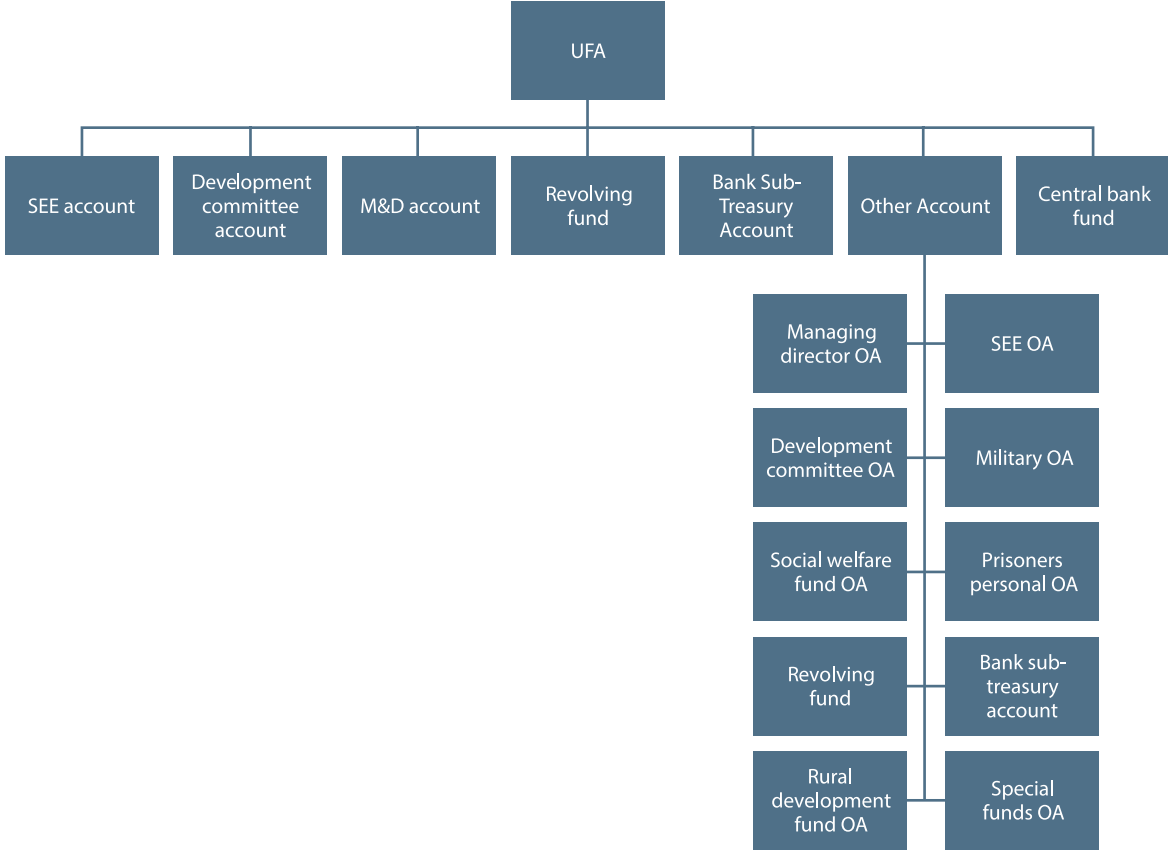 UFA
SEE account
Development
committee
account
M&D account
Revolving
fund
Bank Sub-
Treasury
Account
Other Account
Central bank
fund
Managing
director OA
SEE OA
Development
committee OA
Military OA
Social welfare
fund OA
Prisoners
personal OA
Revolving
fund
Bank sub-
treasury
account
Rural
development
fund OA
Special
funds OA